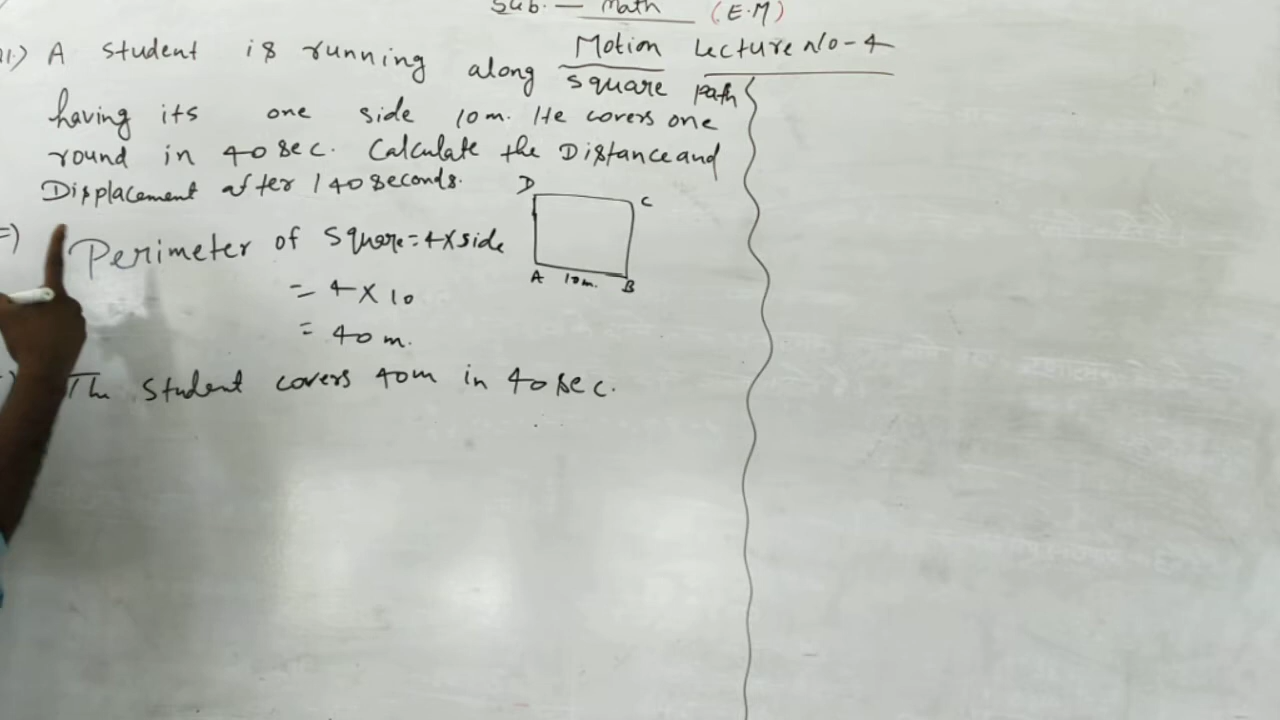 Sub. — Math (E.M)
Motion Lecture No-4
A student is running along square path
having its one side 10m. He covers one
round in 40 sec. Calculate the Distance and
Displacement after 140 seconds.
D C
=) Perimeter of Square = 4 x side
A 10m. B
= 4 x 10
= 40 m.
The student covers 40m in 40 sec.